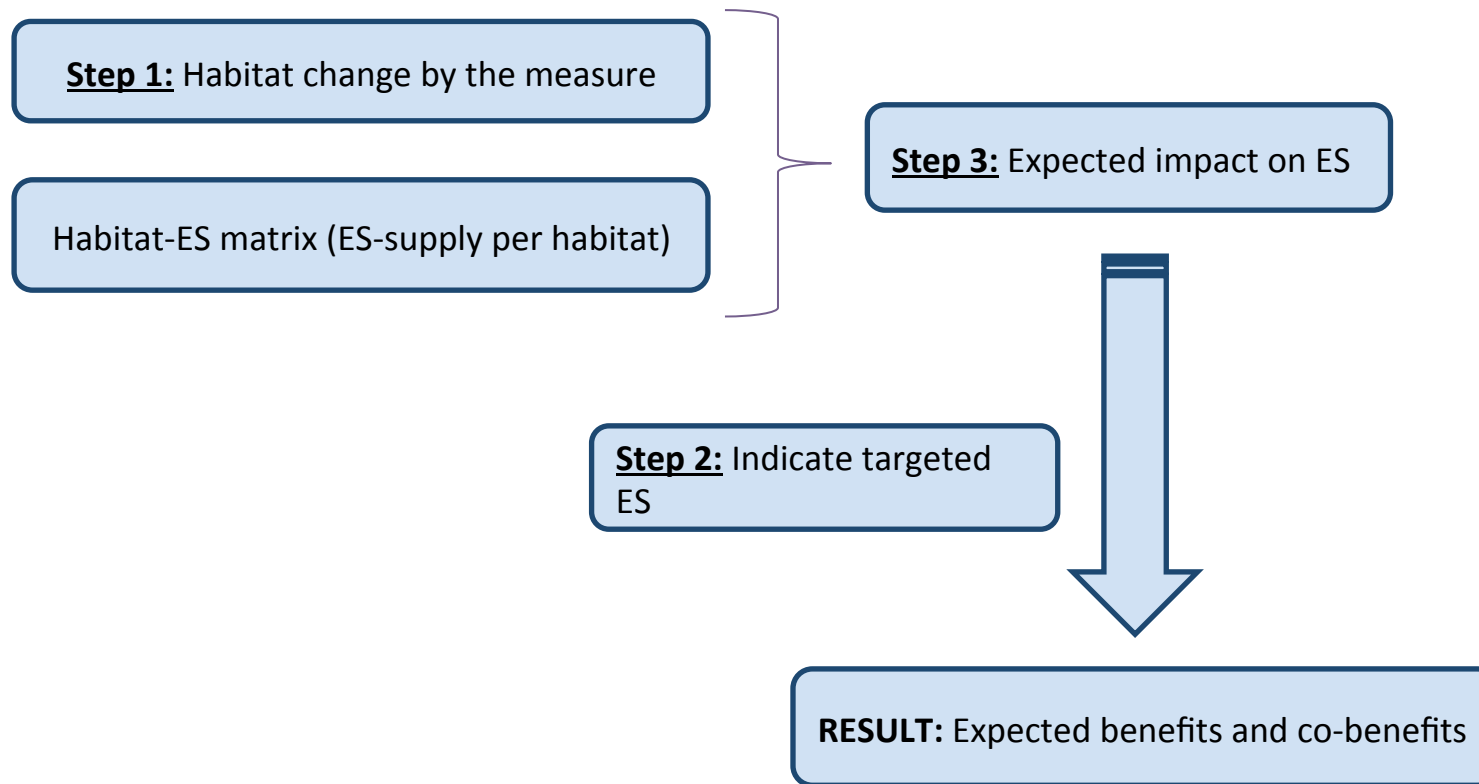 Step 1: Habitat change by the measure
Habitat-ES matrix (ES-supply per habitat)
Step 3: Expected impact on ES
Step 2: Indicate targeted
ES
RESULT: Expected benefits and co-benefits